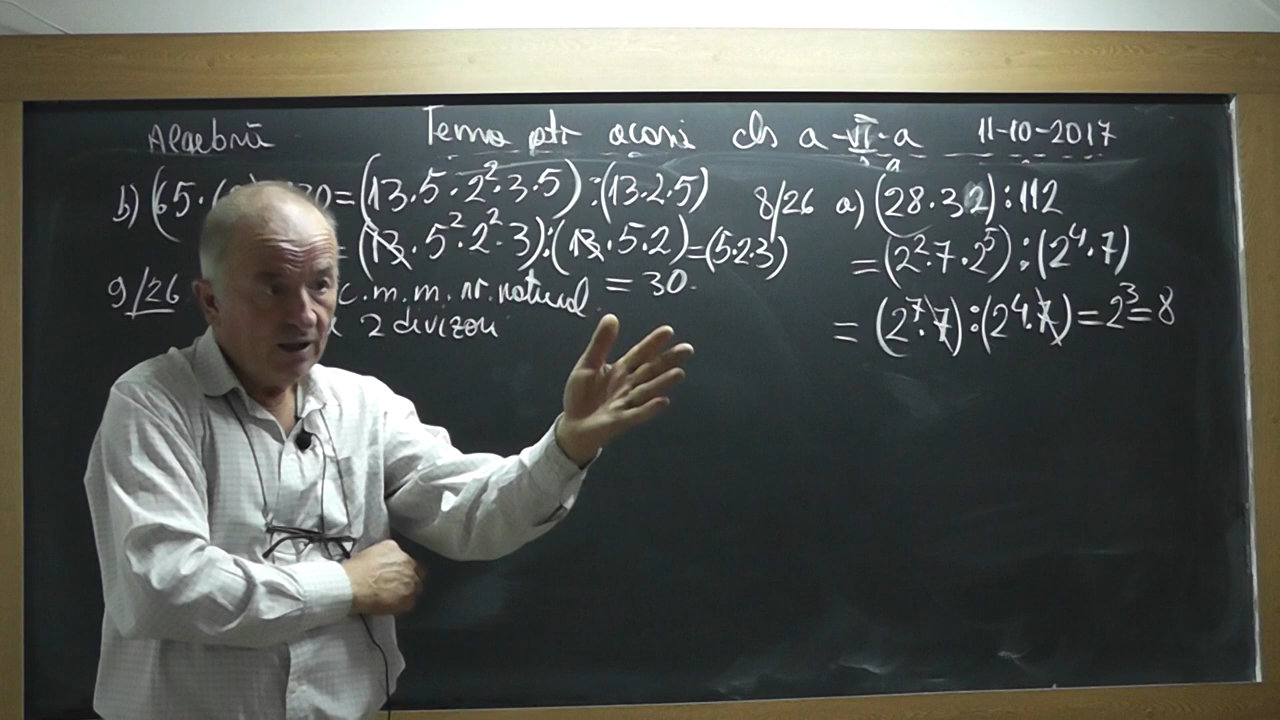 Algebră Tema ptr acasă cls a-VI-a 11-10-2017
b) (65· 30=(13·5·2²·3·5):(13·2·5)
=(13·5²·2²·3):(13·5·2)=(5·2·3)
= 30.
9/26 c.m.m. nr. natural
2 divizori
8/26 a) (28·32):112
=(2²·7·2⁵):(2⁴·7)
=(2⁷·7):(2⁴·7)=2³=8